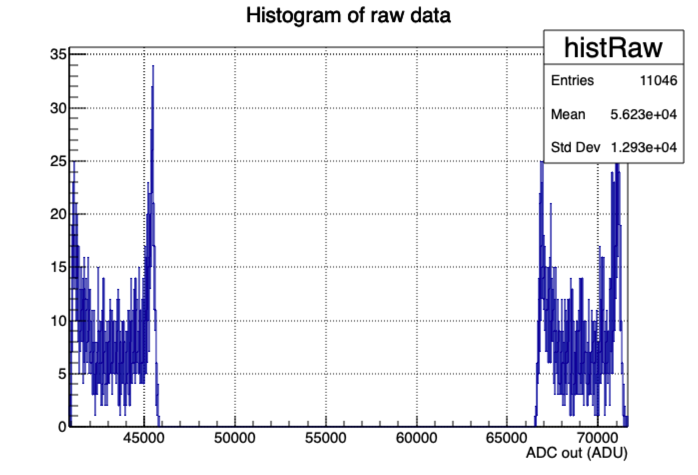 Histogram of raw data
histRaw
Entries 11046
Mean 5.623e+04
Std Dev 1.293e+04
35
30
25
20
15
10
5
0
45000 50000 55000 60000 65000 70000
ADC out (ADU)